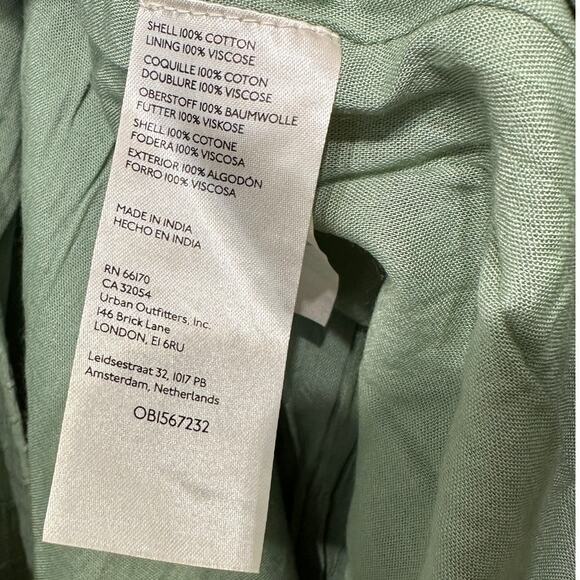 SHELL 100% COTTON
LINING 100% VISCOSE
COQUILLE 100% COTON
DOUBLURE 100% VISCOSE
OBERSTOFF 100% BAUMWOLLE
FUTTER 100% VISKOSE
SHELL 100% COTONE
FODERA 100% VISCOSA
EXTERIOR 100% ALGODÓN
FORRO 100% VISCOSA
MADE IN INDIA
HECHO EN INDIA
RN 66170
CA 32054
Urban Outfitters, Inc.
146 Brick Lane
LONDON, E1 6RU
Leidsestraat 32, 1017 PB
Amsterdam, Netherlands
OB1567232